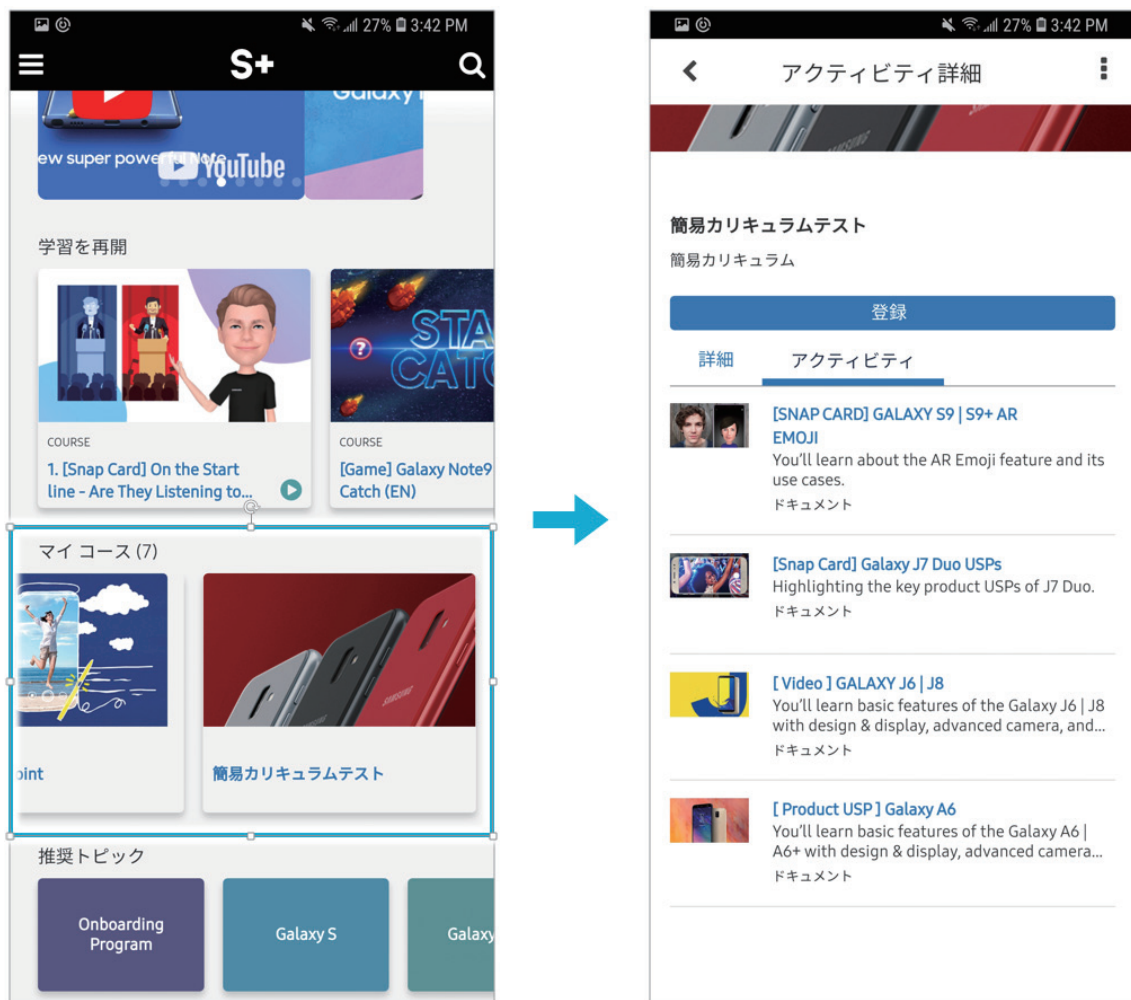 27% 3:42 PM
S+
Galaxy
ew super powerful Note
YouTube
学習を再開
STA
CATC
COURSE
1. [Snap Card] On the Start
line - Are They Listening to...
COURSE
[Game] Galaxy Note9
Catch (EN)
マイ コース (7)
SAMSUNG
oint
簡易カリキュラムテスト
推奨トピック
Onboarding
Program
Galaxy S
Galaxy
27% 3:42 PM
アクティビティ詳細
SAMSUNG
簡易カリキュラムテスト
簡易カリキュラム
登録
詳細 アクティビティ
[SNAP CARD] GALAXY S9 | S9+ AR
EMOJI
You'll learn about the AR Emoji feature and its
use cases.
ドキュメント
[Snap Card] Galaxy J7 Duo USPs
Highlighting the key product USPs of J7 Duo.
ドキュメント
[ Video ] GALAXY J6 | J8
You'll learn basic features of the Galaxy J6 | J8
with design & display, advanced camera, and...
ドキュメント
[ Product USP ] Galaxy A6
You'll learn basic features of the Galaxy A6 |
A6+ with design & display, advanced camera...
ドキュメント